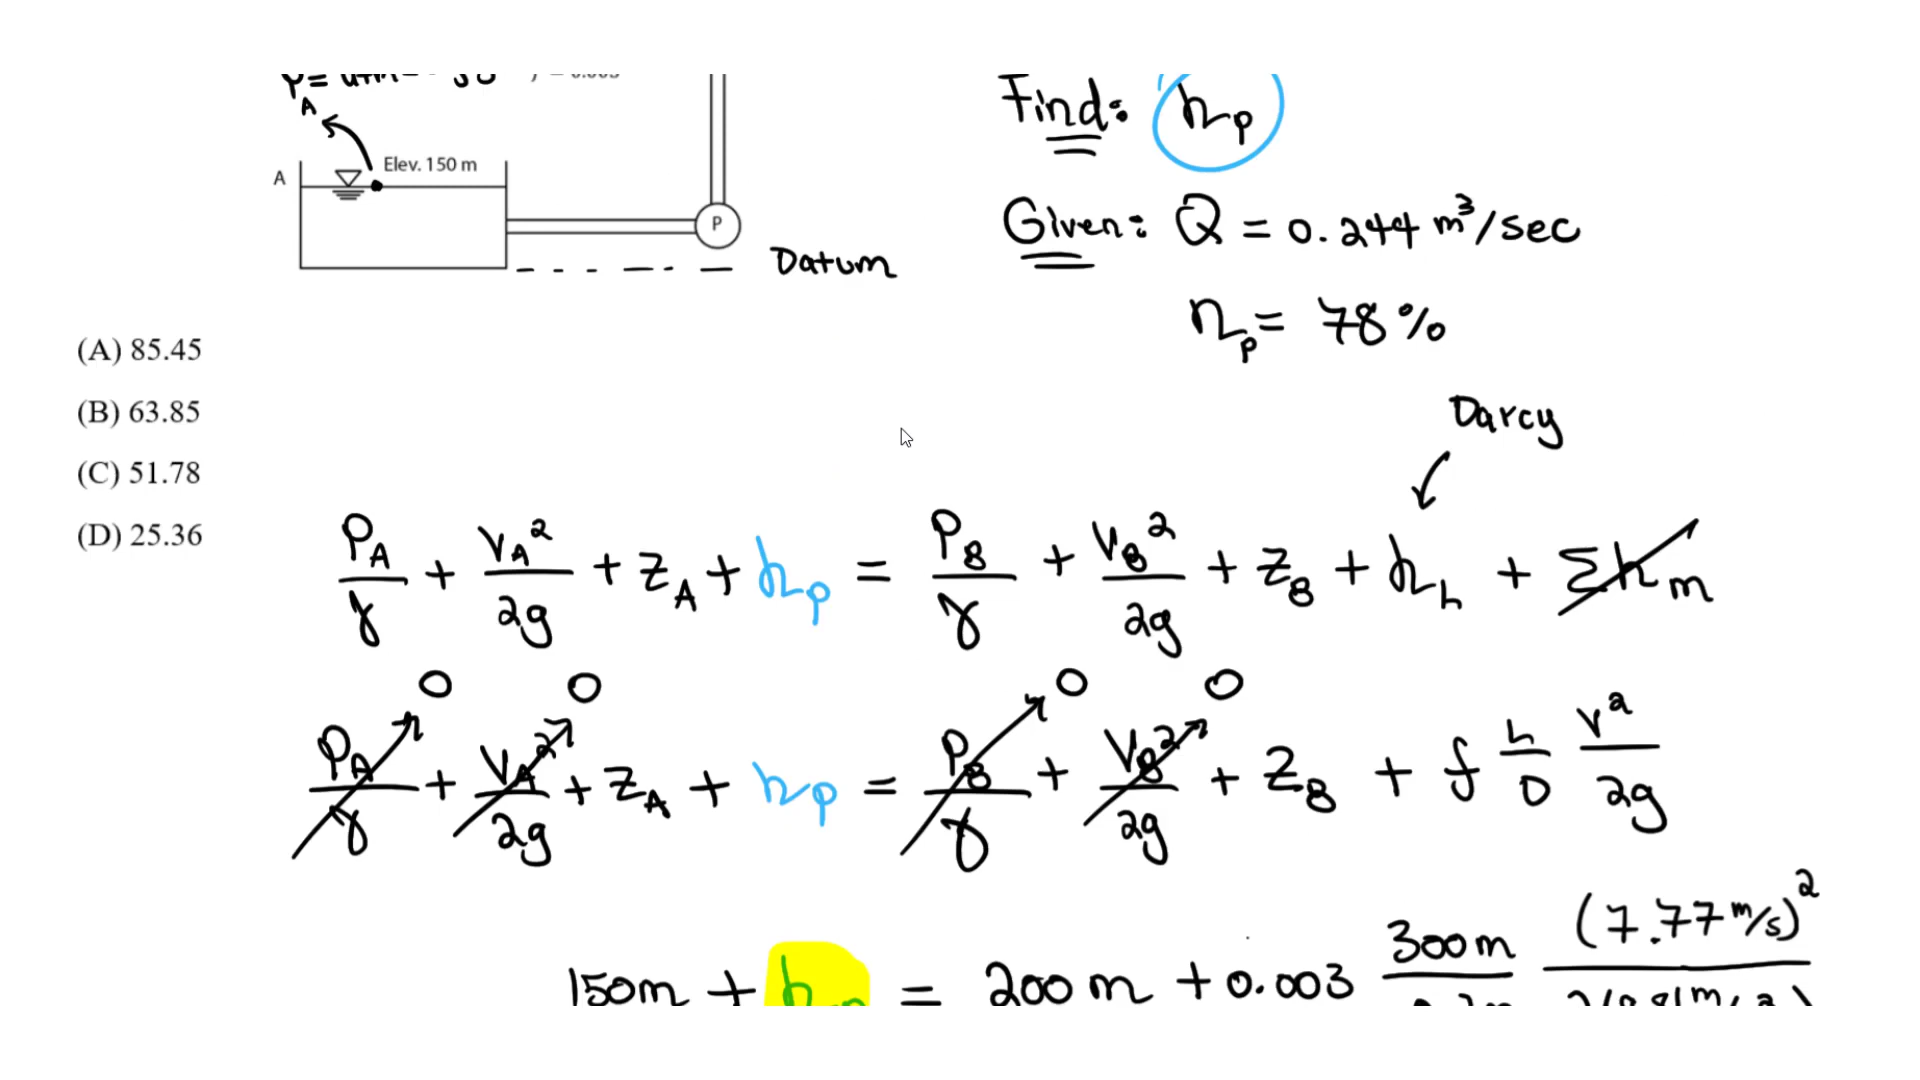 Find: hp
A
Elev. 150 m
A
P
Datum
Given: Q = 0.244 m³/sec
ηp = 78%
(A) 85.45
(B) 63.85
(C) 51.78
(D) 25.36
Darcy
PA/γ + VA²/2g + ZA + hp = PB/γ + VB²/2g + ZB + hL + Σhm
0 0 0 0
PA/γ + VA²/2g + ZA + hp = PB/γ + VB²/2g + ZB + f L/D V²/2g
150m + hp = 200 m + 0.003 300m (7.77 m/s)²